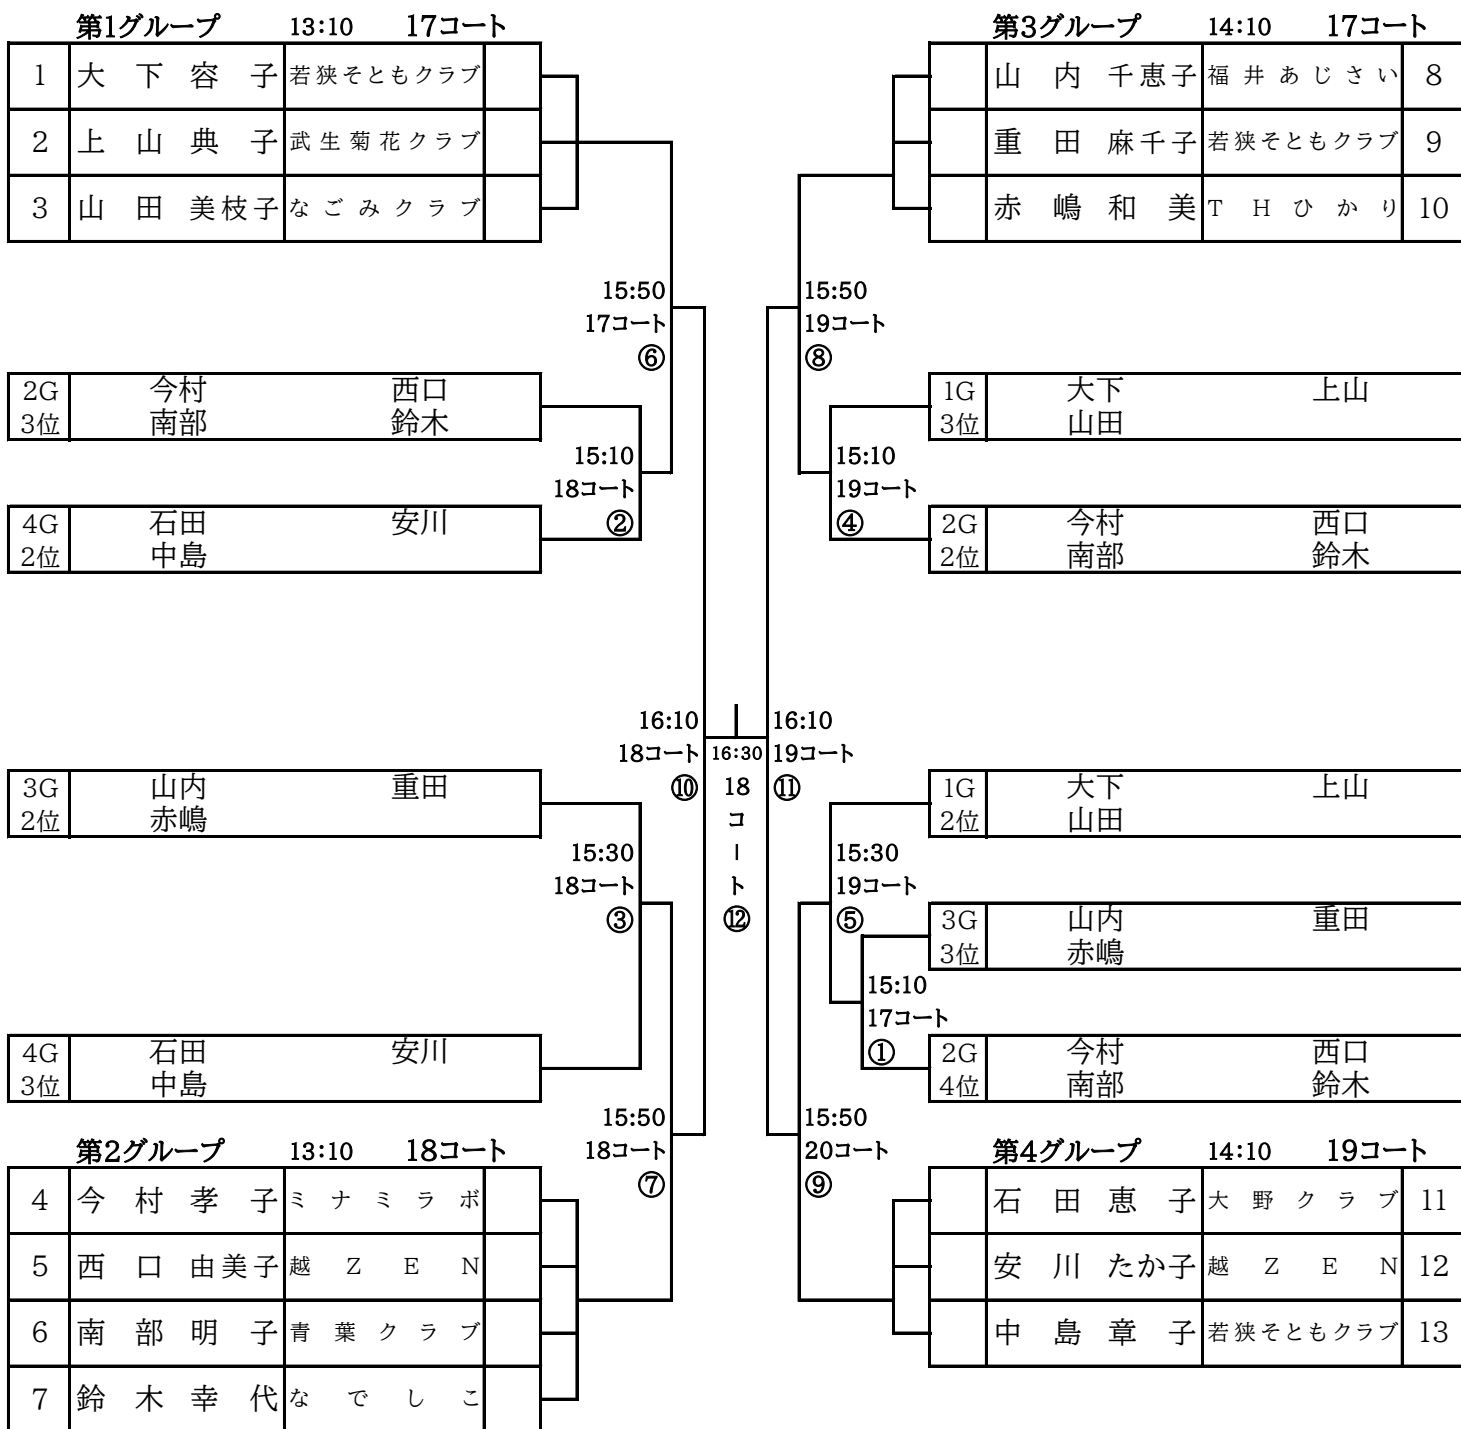 第1グループ 13:10 17コート
1 大下容子 若狭そともクラブ
2 上山典子 武生菊花クラブ
3 山田美枝子 なごみクラブ
15:50
17コート
⑥
2G 今村 西口
3位 南部 鈴木
15:10
18コート
②
4G 石田 安川
2位 中島
16:10
18コート
⑩
3G 山内 重田
2位 赤嶋
15:30
18コート
③
4G 石田 安川
3位 中島
15:50
18コート
⑦
第2グループ 13:10 18コート
4 今村孝子 ミナミラボ
5 西口由美子 越ZEN
6 南部明子 青葉クラブ
7 鈴木幸代 なでしこ
16:30
18
コ
ー
ト
⑫
第3グループ 14:10 17コート
山内千恵子 福井あじさい 8
重田麻千子 若狭そともクラブ 9
赤嶋和美 THひかり 10
15:50
19コート
⑧
1G 大下 上山
3位 山田
15:10
19コート
④
2G 今村 西口
2位 南部 鈴木
16:10
19コート
⑪
1G 大下 上山
2位 山田
15:30
19コート
⑤
3G 山内 重田
3位 赤嶋
15:10
17コート
①
2G 今村 西口
4位 南部 鈴木
15:50
20コート
⑨
第4グループ 14:10 19コート
石田恵子 大野クラブ 11
安川たか子 越ZEN 12
中島章子 若狭そともクラブ 13